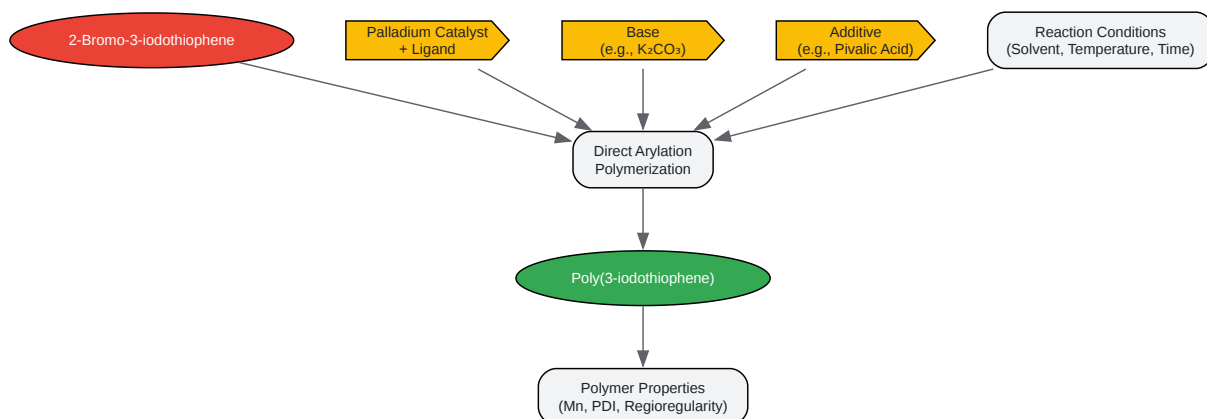 2-Bromo-3-iodothiophene
Palladium Catalyst
+ Ligand
Base
(e.g., K₂CO₃)
Additive
(e.g., Pivalic Acid)
Reaction Conditions
(Solvent, Temperature, Time)
Direct Arylation
Polymerization
Poly(3-iodothiophene)
Polymer Properties
(Mn, PDI, Regioregularity)